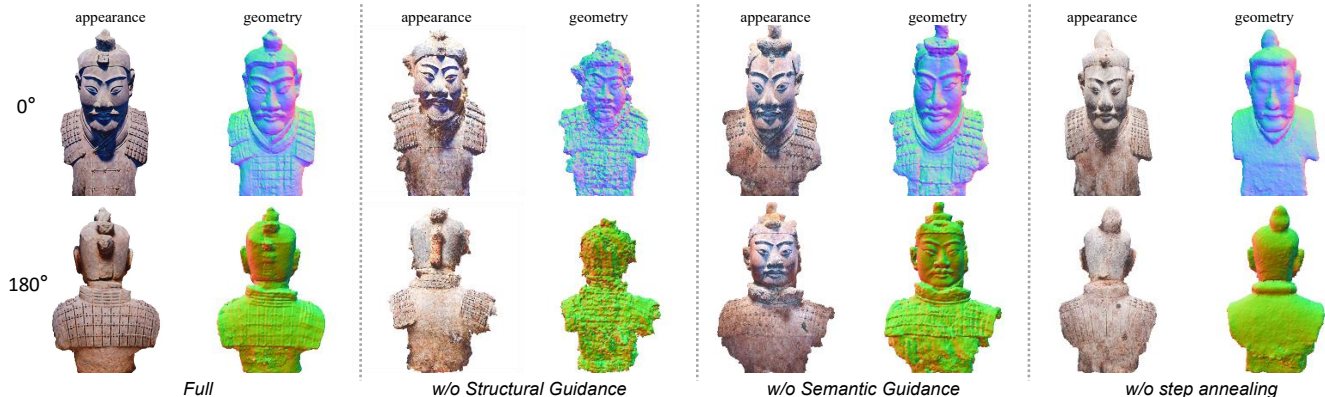 appearance geometry appearance geometry appearance geometry appearance geometry
0°
180°
Full w/o Structural Guidance w/o Semantic Guidance w/o step annealing